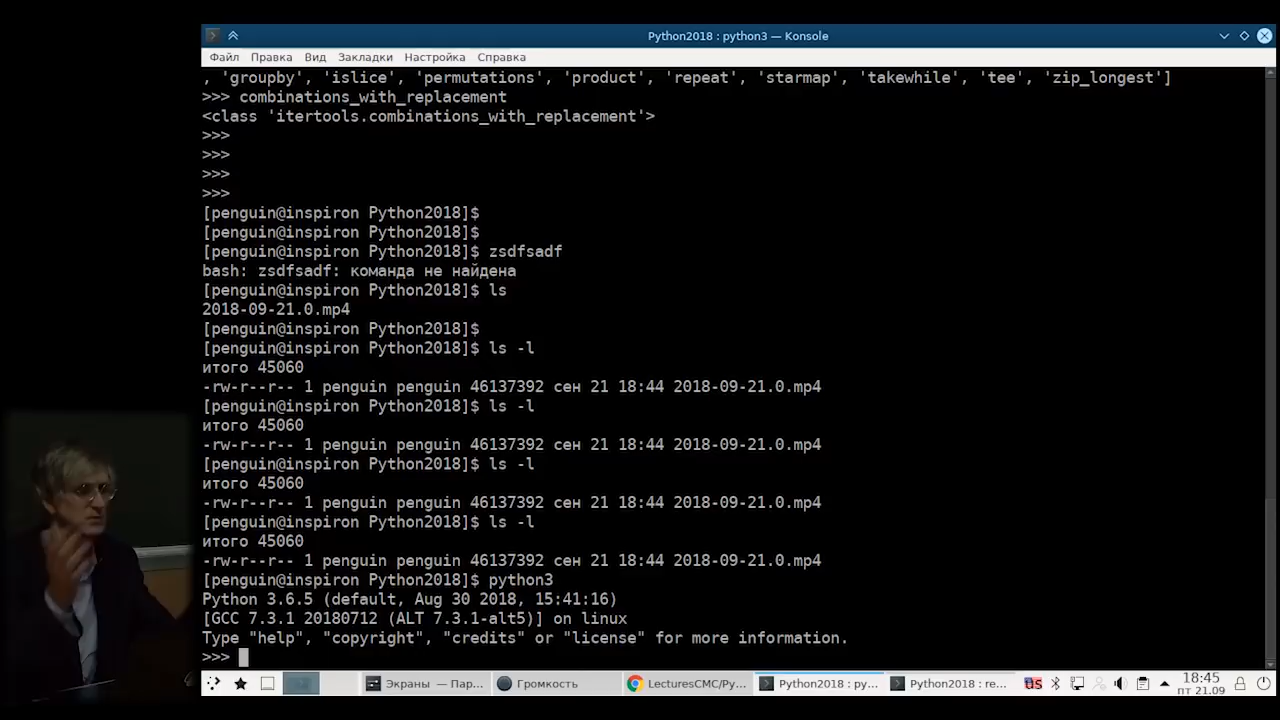 Python2018 : python3 — Konsole
Файл Правка Вид Закладки Настройка Справка
, 'groupby', 'islice', 'permutations', 'product', 'repeat', 'starmap', 'takewhile', 'tee', 'zip_longest']
>>> combinations_with_replacement
<class 'itertools.combinations_with_replacement'>
>>>
>>>
>>>
>>>
[penguin@inspiron Python2018]$
[penguin@inspiron Python2018]$
[penguin@inspiron Python2018]$ zsdfsadf
bash: zsdfsadf: команда не найдена
[penguin@inspiron Python2018]$ ls
2018-09-21.0.mp4
[penguin@inspiron Python2018]$
[penguin@inspiron Python2018]$ ls -l
итого 45060
-rw-r--r-- 1 penguin penguin 46137392 сен 21 18:44 2018-09-21.0.mp4
[penguin@inspiron Python2018]$ ls -l
итого 45060
-rw-r--r-- 1 penguin penguin 46137392 сен 21 18:44 2018-09-21.0.mp4
[penguin@inspiron Python2018]$ ls -l
итого 45060
-rw-r--r-- 1 penguin penguin 46137392 сен 21 18:44 2018-09-21.0.mp4
[penguin@inspiron Python2018]$ ls -l
итого 45060
-rw-r--r-- 1 penguin penguin 46137392 сен 21 18:44 2018-09-21.0.mp4
[penguin@inspiron Python2018]$ python3
Python 3.6.5 (default, Aug 30 2018, 15:41:16)
[GCC 7.3.1 20180712 (ALT 7.3.1-alt5)] on linux
Type "help", "copyright", "credits" or "license" for more information.
>>>
Экраны — Пар... Громкость LecturesCMC/Py... Python2018 : py... Python2018 : re... us 18:45
пт 21.09